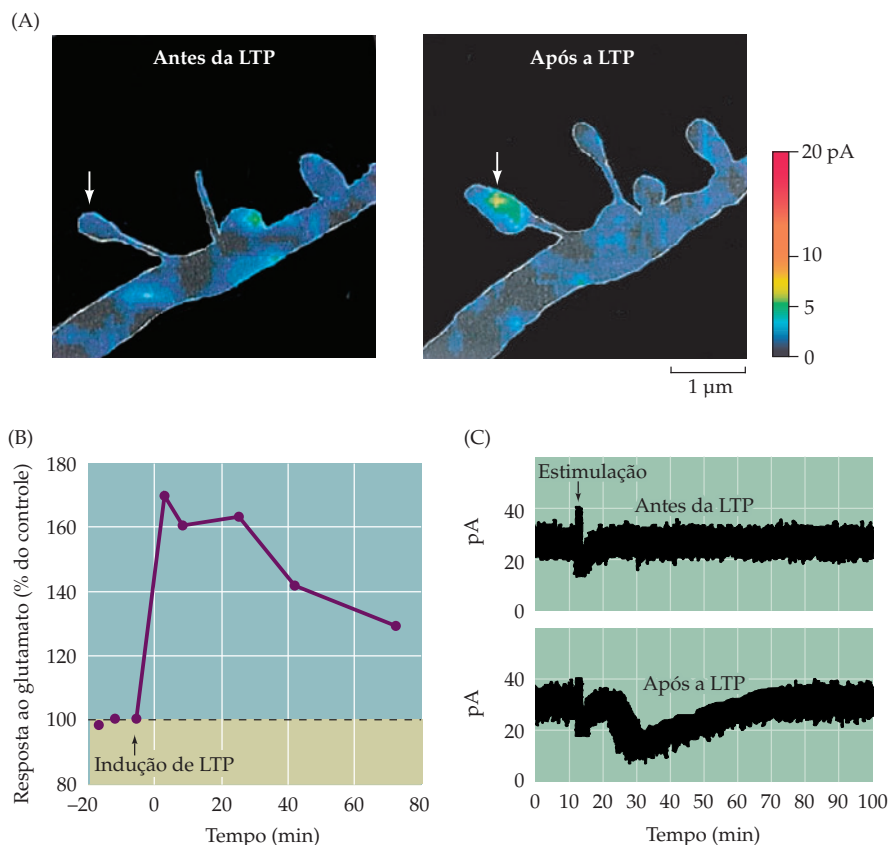 (A)
Antes da LTP
Após a LTP
20 pA
10
5
0
1 µm
(B)
Resposta ao glutamato (% do controle)
180
160
140
120
100
80
Indução de LTP
–20 0 20 40 60 80
Tempo (min)
(C)
Estimulação
Antes da LTP
pA
40
20
0
Após a LTP
pA
40
20
0
0 10 20 30 40 50 60 70 80 90 100
Tempo (min)